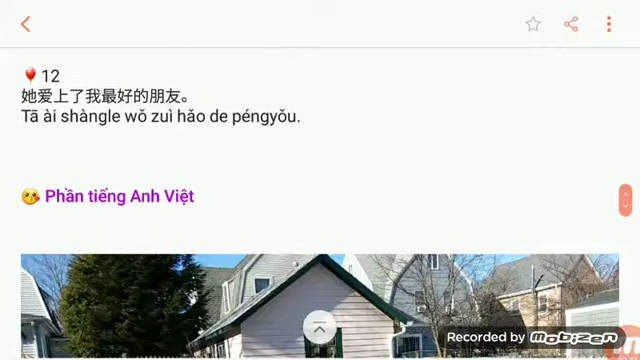 🎈12
她爱上了我最好的朋友。
Tā ài shàngle wǒ zuì hǎo de péngyǒu.
😘 Phần tiếng Anh Việt
Recorded by mobizen